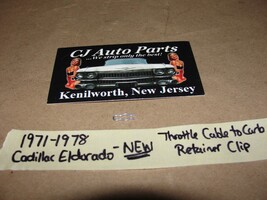 CJ Auto Parts
...We strip only the best!
Kenilworth, New Jersey
1971-1978
Cadillac Eldorado - NEW
Throttle Cable to Carb
Retainer Clip